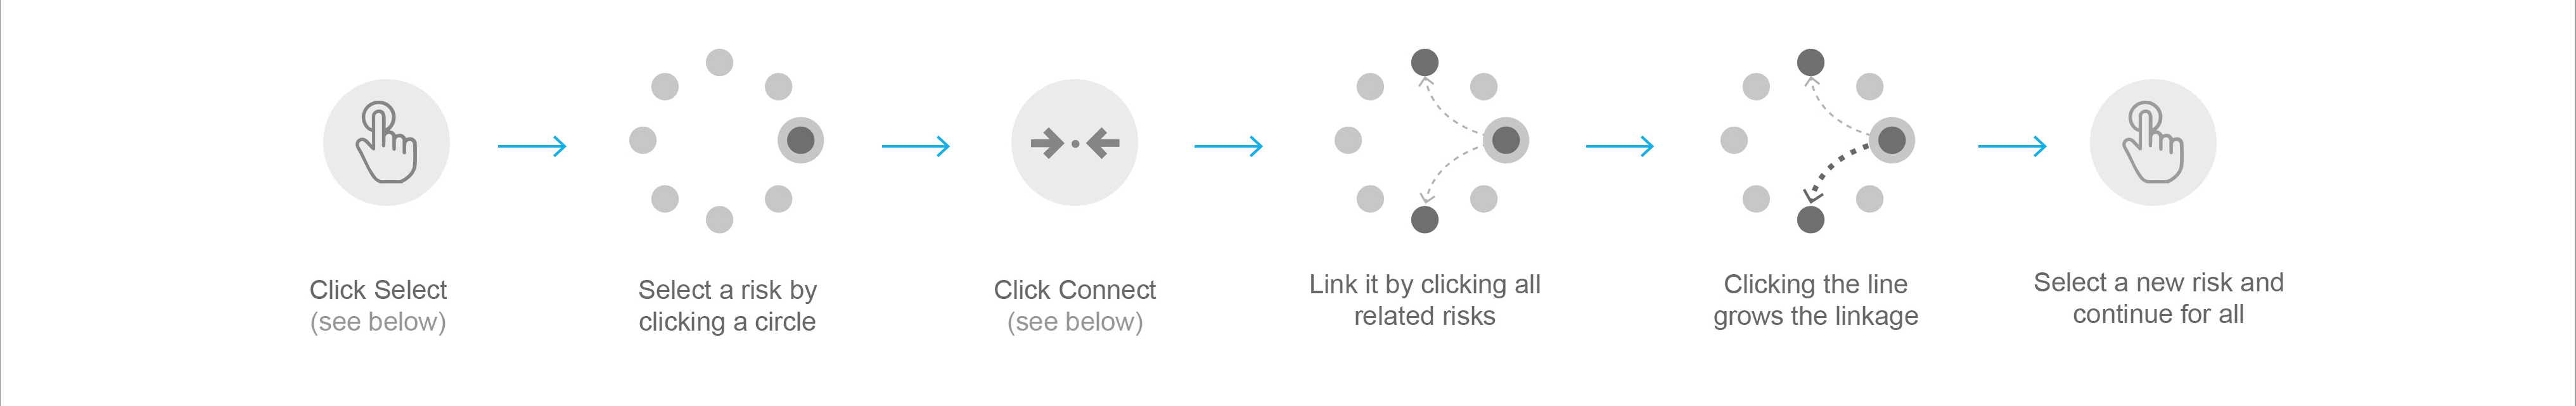 Click Select
(see below)
Select a risk by
clicking a circle
Click Connect
(see below)
Link it by clicking all
related risks
Clicking the line
grows the linkage
Select a new risk and
continue for all